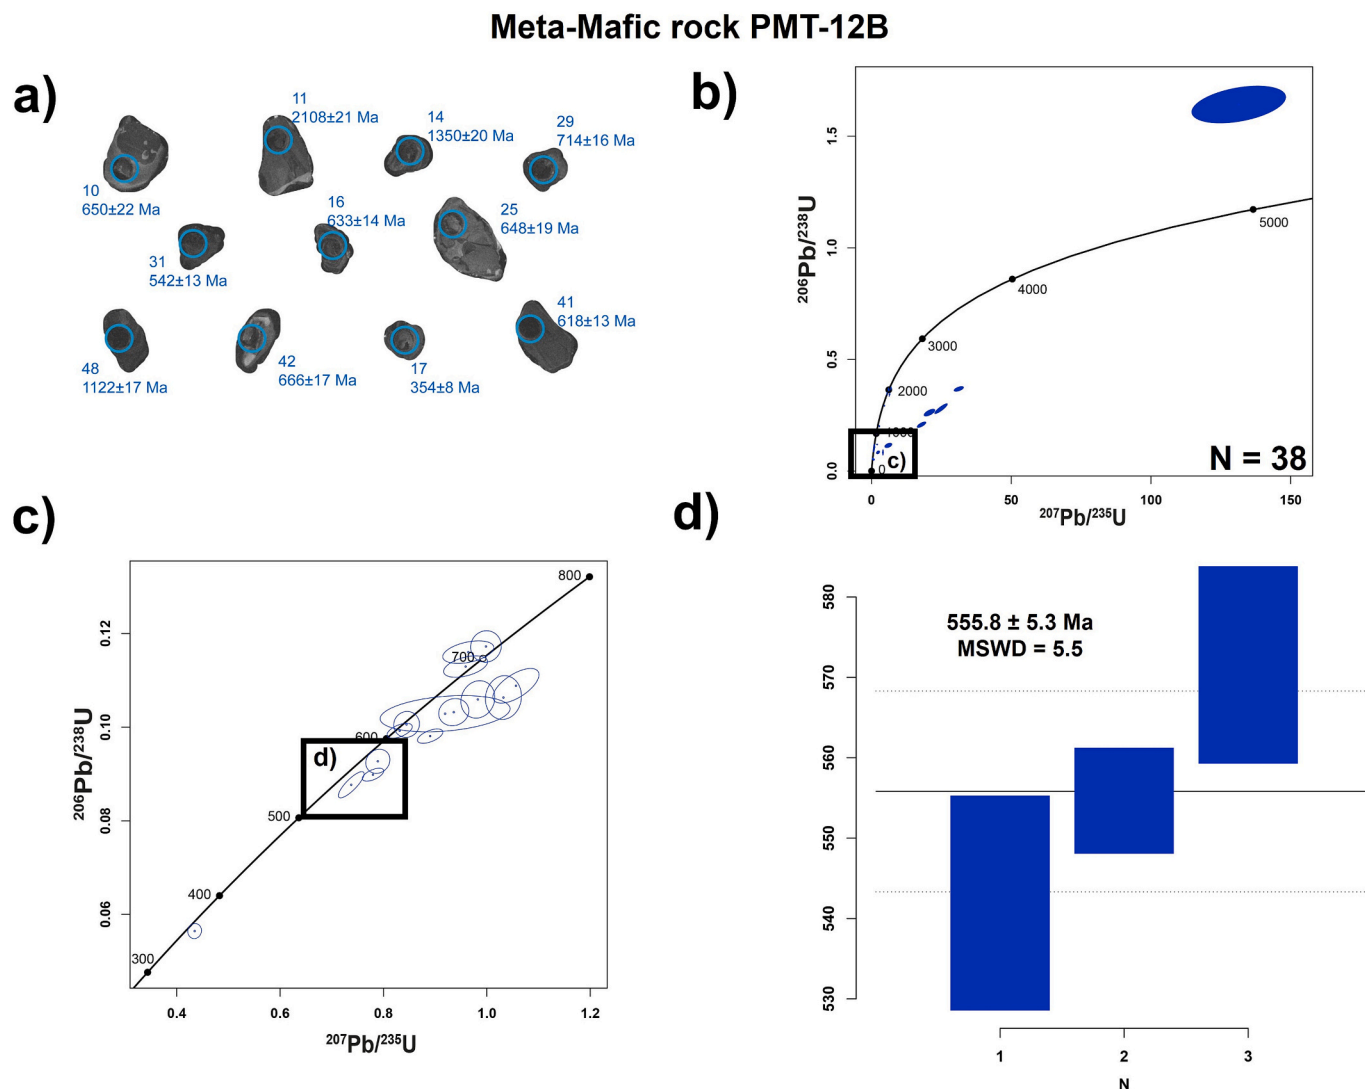 Meta-Mafic rock PMT-12B
a)
11
2108±21 Ma
14
1350±20 Ma
29
714±16 Ma
10
650±22 Ma
16
633±14 Ma
25
648±19 Ma
31
542±13 Ma
41
618±13 Ma
48
1122±17 Ma
42
666±17 Ma
17
354±8 Ma
b)
206Pb/238U
1.5
1.0
0.5
0.0
5000
4000
3000
2000
1000
0
c)
N = 38
0 50 100 150
207Pb/235U
c)
206Pb/238U
0.12
0.10
0.08
0.06
800
700
600
d)
500
400
300
0.4 0.6 0.8 1.0 1.2
207Pb/235U
d)
555.8 ± 5.3 Ma
MSWD = 5.5
580
570
560
550
540
530
1 2 3
N